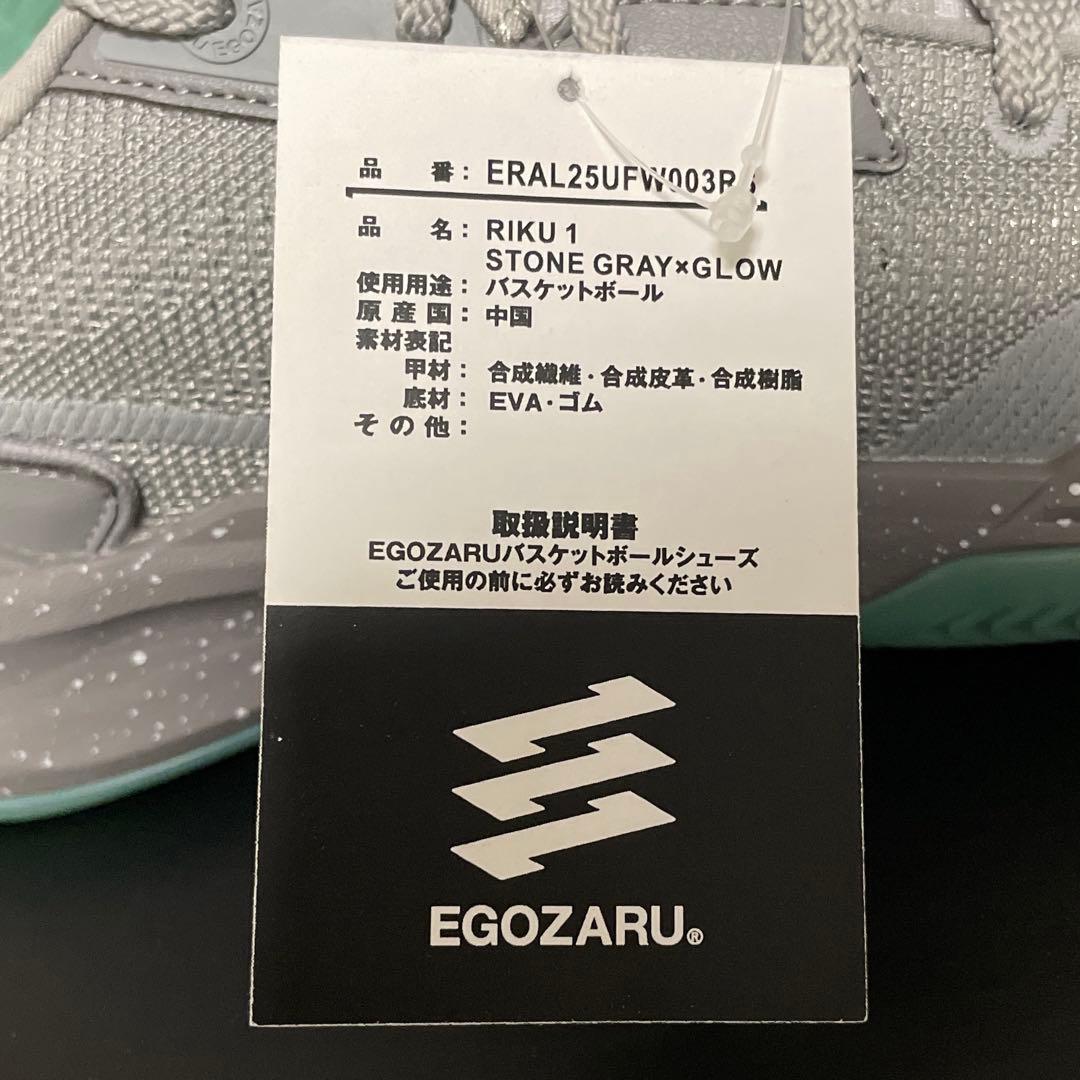 EGOZA
品番：
品名：RIKU 1
STONE GRAY×GLOW
使用用途：バスケットボール
原産国：中国
素材表記
甲材：合成繊維・合成皮革・合成樹脂
底材：EVA・ゴム
その他：
取扱説明書
EGOZARUバスケットボールシューズ
ご使用の前に必ずお読みください
EGOZARU®